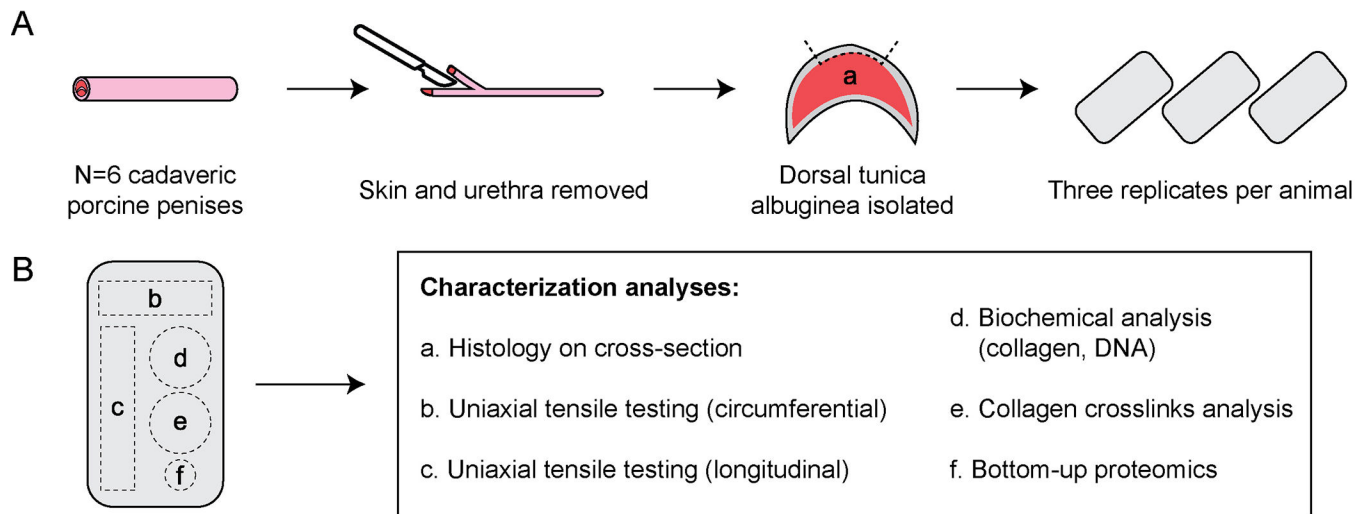 A
a
N=6 cadaveric
porcine penises
Skin and urethra removed
Dorsal tunica
albuginea isolated
Three replicates per animal
B
b
c
d
e
f
Characterization analyses:
a. Histology on cross-section
b. Uniaxial tensile testing (circumferential)
c. Uniaxial tensile testing (longitudinal)
d. Biochemical analysis
(collagen, DNA)
e. Collagen crosslinks analysis
f. Bottom-up proteomics